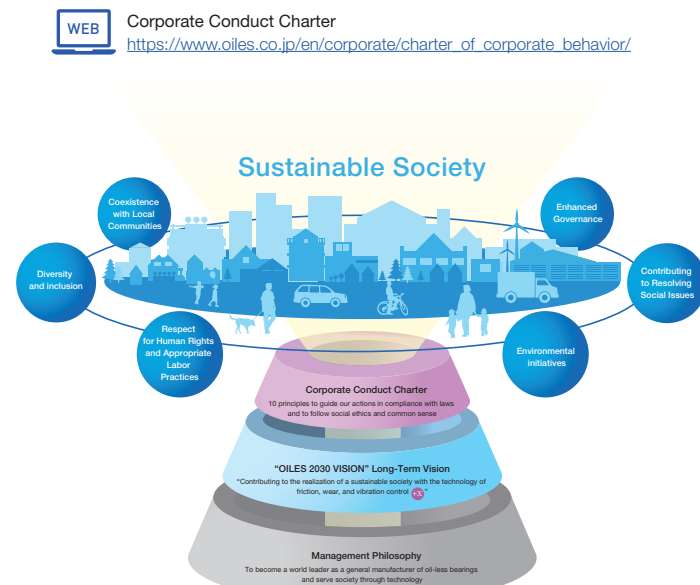 WEB
Corporate Conduct Charter
https://www.oiles.co.jp/en/corporate/charter_of_corporate_behavior/
Sustainable Society
Coexistence
with Local
Communities
Enhanced
Governance
Diversity
and inclusion
Contributing
to Resolving
Social Issues
Respect
for Human Rights
and Appropriate
Labor
Practices
Environmental
initiatives
Corporate Conduct Charter
10 principles to guide our actions in compliance with laws
and to follow social ethics and common sense
“OILES 2030 VISION” Long-Term Vision
“Contributing to the realization of a sustainable society with the technology of
friction, wear, and vibration control +X ”
Management Philosophy
To become a world leader as a general manufacturer of oil-less bearings
and serve society through technology